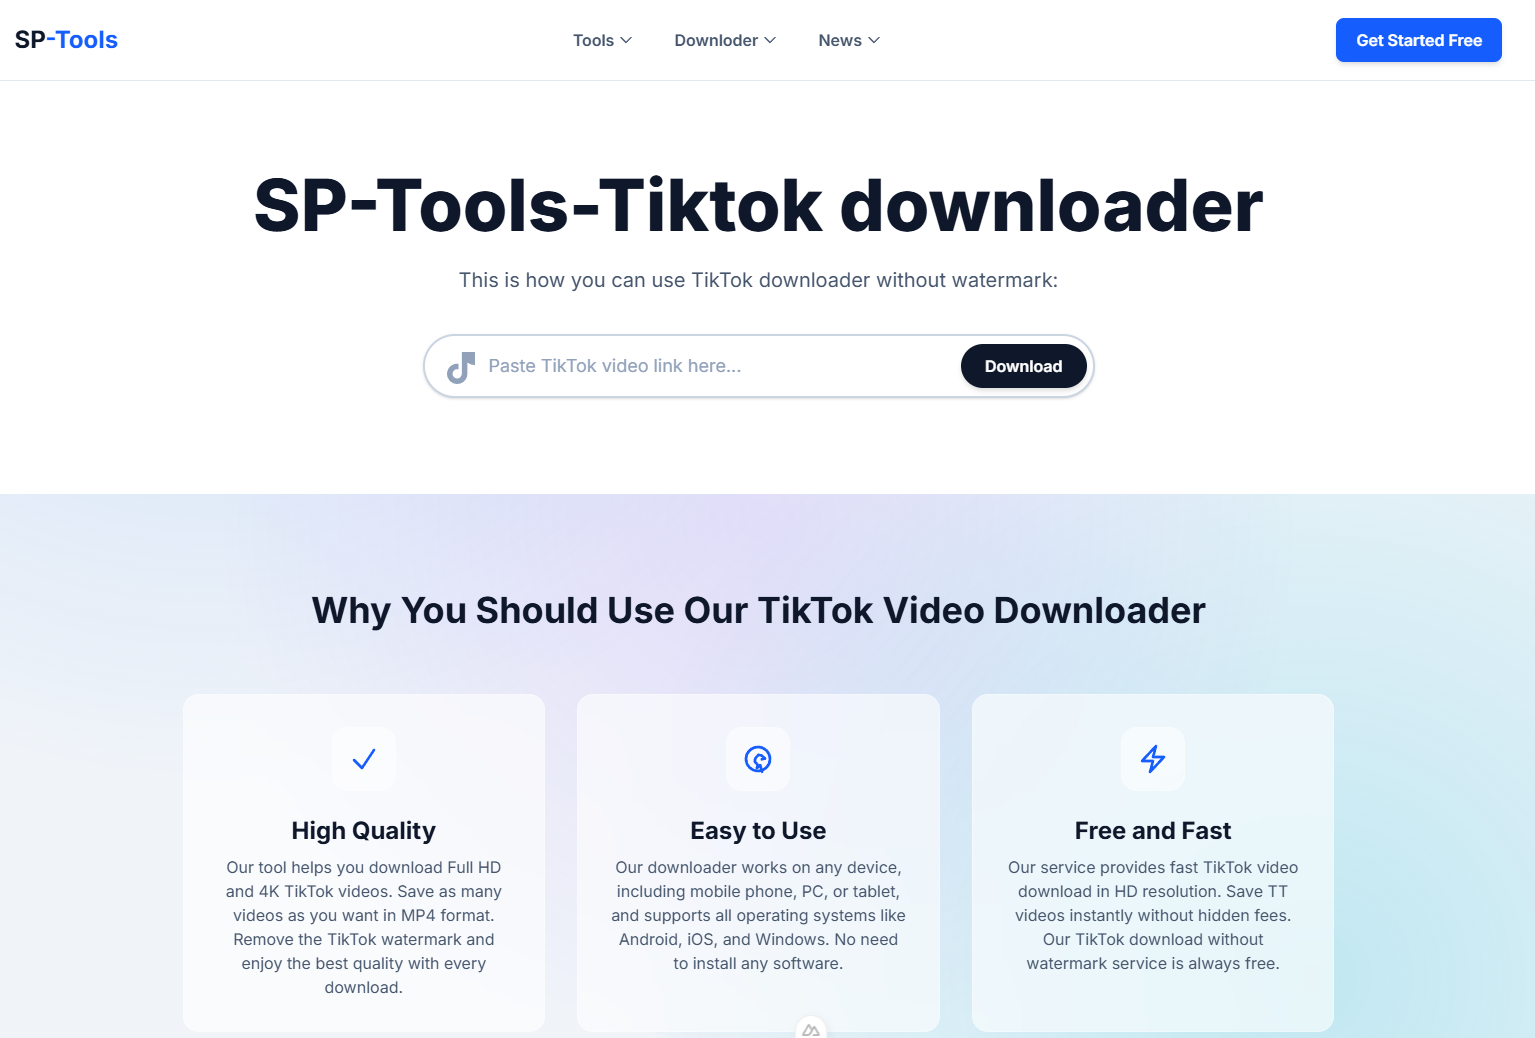 SP-Tools
Tools
Downloder
News
Get Started Free
SP-Tools-Tiktok downloader
This is how you can use TikTok downloader without watermark:
Paste TikTok video link here...
Download
Why You Should Use Our TikTok Video Downloader
High Quality
Our tool helps you download Full HD
and 4K TikTok videos. Save as many
videos as you want in MP4 format.
Remove the TikTok watermark and
enjoy the best quality with every
download.
Easy to Use
Our downloader works on any device,
including mobile phone, PC, or tablet,
and supports all operating systems like
Android, iOS, and Windows. No need
to install any software.
Free and Fast
Our service provides fast TikTok video
download in HD resolution. Save TT
videos instantly without hidden fees.
Our TikTok download without
watermark service is always free.